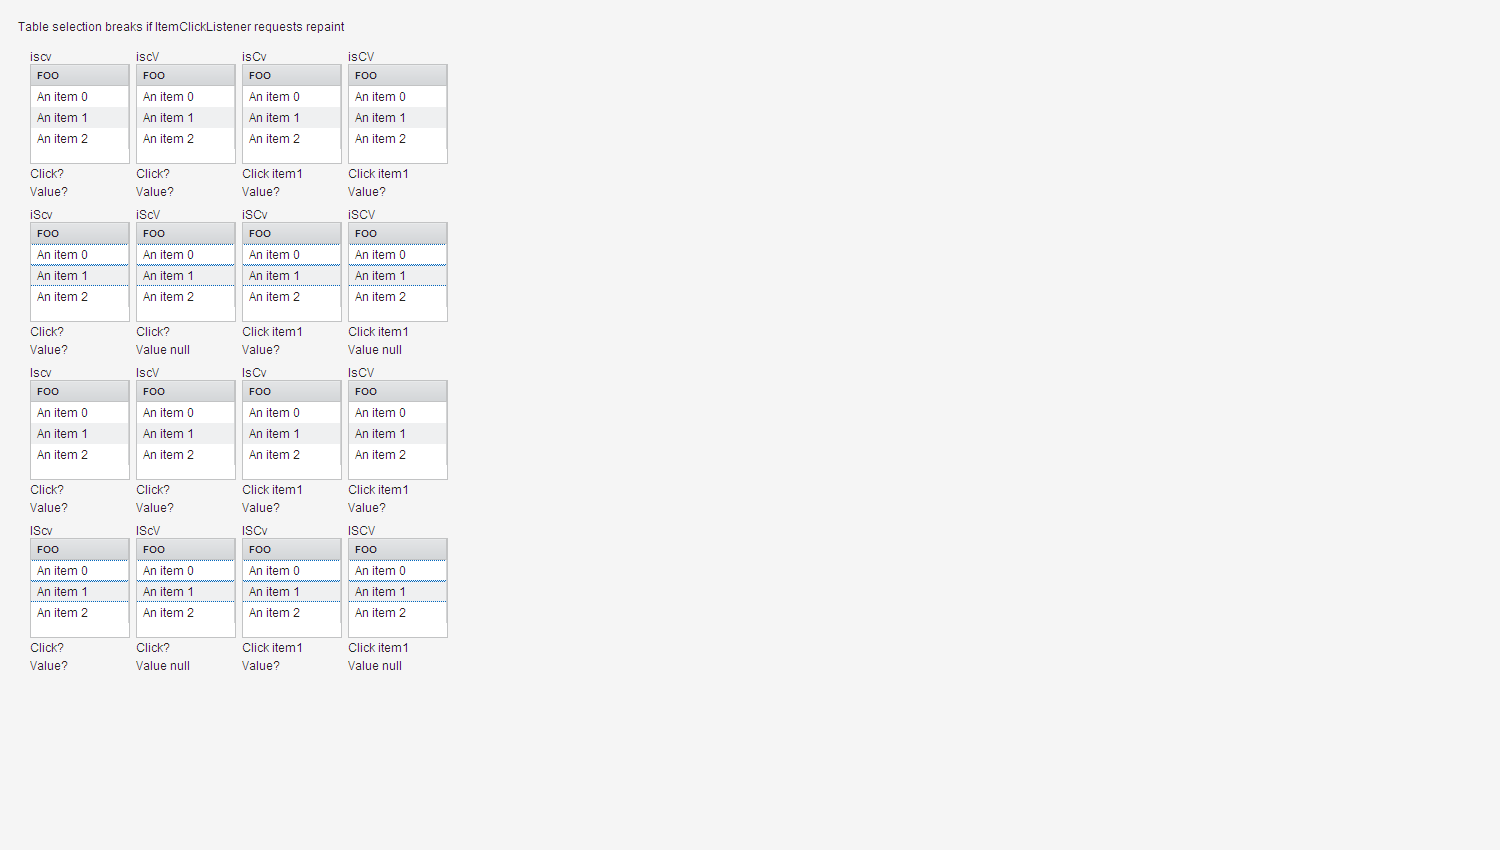 Table selection breaks if ItemClickListener requests repaint
iscv iscV isCv isCV
FOO FOO FOO FOO
An item 0 An item 0 An item 0 An item 0
An item 1 An item 1 An item 1 An item 1
An item 2 An item 2 An item 2 An item 2
Click? Click? Click item1 Click item1
Value? Value? Value? Value?
iScv iScV iSCv iSCV
FOO FOO FOO FOO
An item 0 An item 0 An item 0 An item 0
An item 1 An item 1 An item 1 An item 1
An item 2 An item 2 An item 2 An item 2
Click? Click? Click item1 Click item1
Value? Value null Value? Value null
Iscv IscV IsCv IsCV
FOO FOO FOO FOO
An item 0 An item 0 An item 0 An item 0
An item 1 An item 1 An item 1 An item 1
An item 2 An item 2 An item 2 An item 2
Click? Click? Click item1 Click item1
Value? Value? Value? Value?
IScv IScV ISCv ISCV
FOO FOO FOO FOO
An item 0 An item 0 An item 0 An item 0
An item 1 An item 1 An item 1 An item 1
An item 2 An item 2 An item 2 An item 2
Click? Click? Click item1 Click item1
Value? Value null Value? Value null